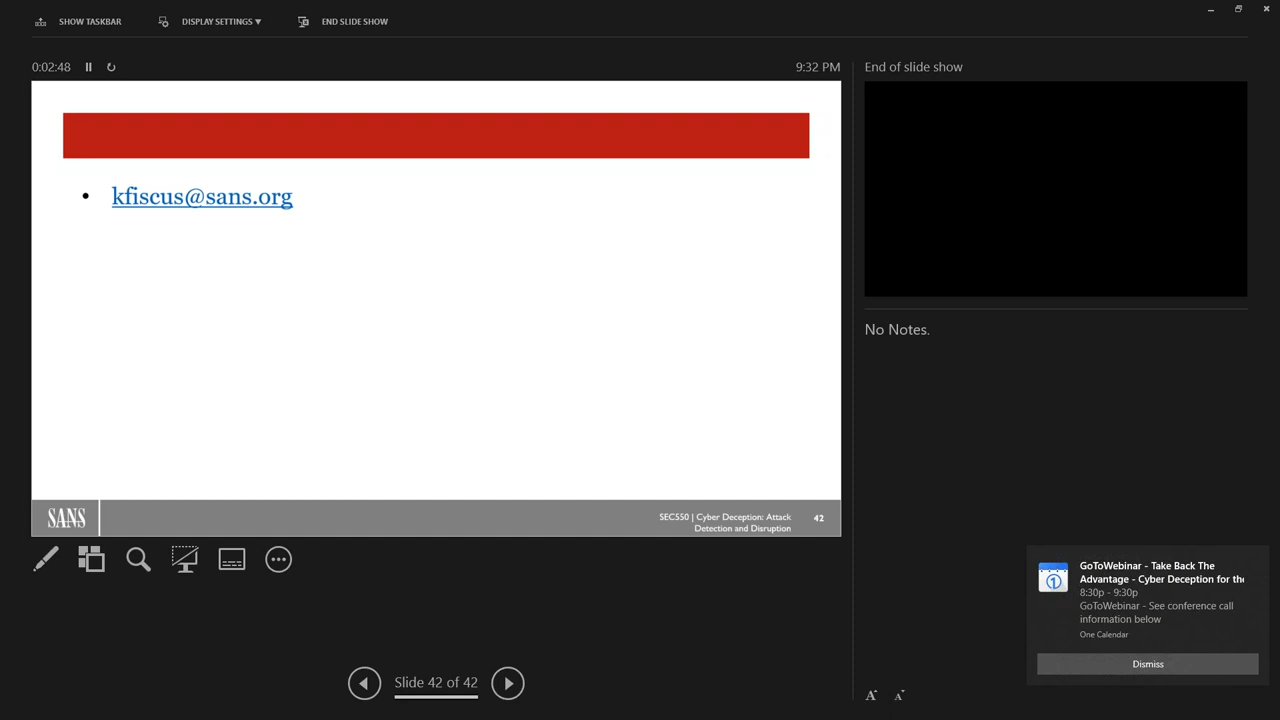 SHOW TASKBAR
DISPLAY SETTINGS ▼
END SLIDE SHOW
0:02:48
9:32 PM
End of slide show
• kfiscus@sans.org
No Notes.
SANS
SEC550 | Cyber Deception: Attack
Detection and Disruption
42
GoToWebinar - Take Back The
Advantage - Cyber Deception for the
8:30p - 9:30p
GoToWebinar - See conference call
information below
One Calendar
Dismiss
Slide 42 of 42
A A